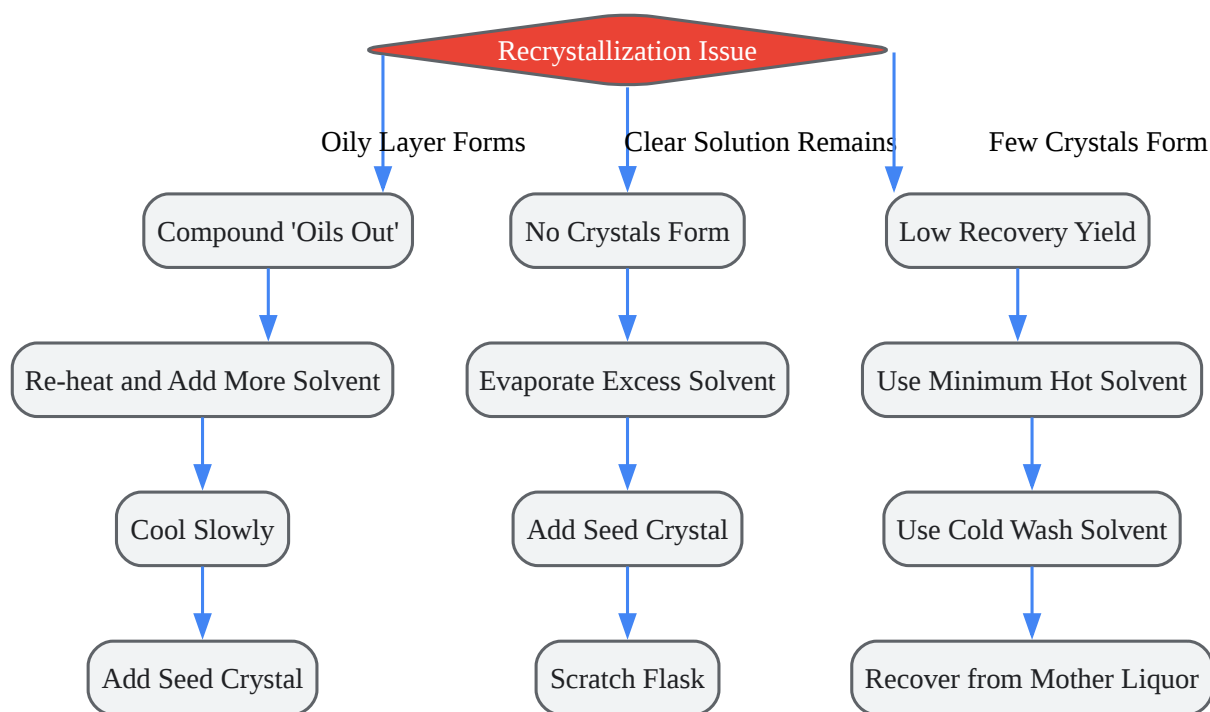 Recrystallization Issue
Oily Layer Forms
Clear Solution Remains
Few Crystals Form
Compound 'Oils Out'
No Crystals Form
Low Recovery Yield
Re-heat and Add More Solvent
Evaporate Excess Solvent
Use Minimum Hot Solvent
Cool Slowly
Add Seed Crystal
Use Cold Wash Solvent
Add Seed Crystal
Scratch Flask
Recover from Mother Liquor